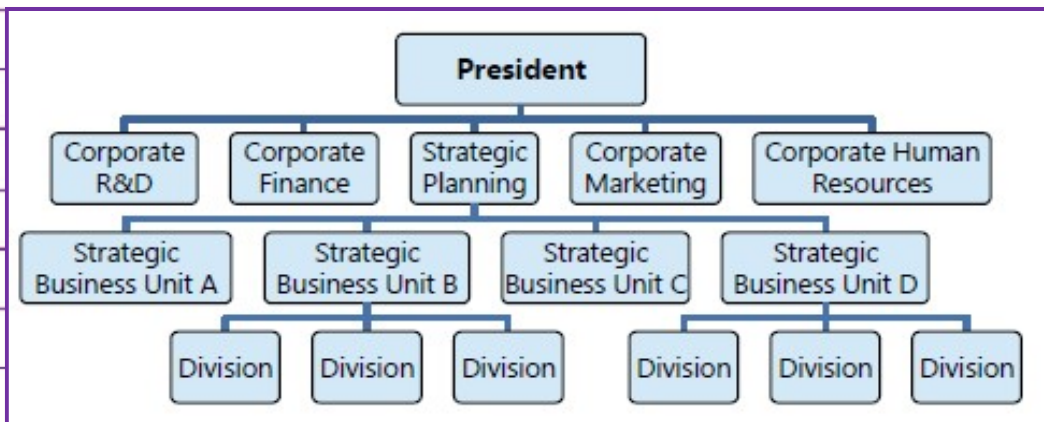 President
Corporate
R&D
Corporate
Finance
Strategic
Planning
Corporate
Marketing
Corporate Human
Resources
Strategic
Business Unit A
Strategic
Business Unit B
Strategic
Business Unit C
Strategic
Business Unit D
Division
Division
Division
Division
Division
Division